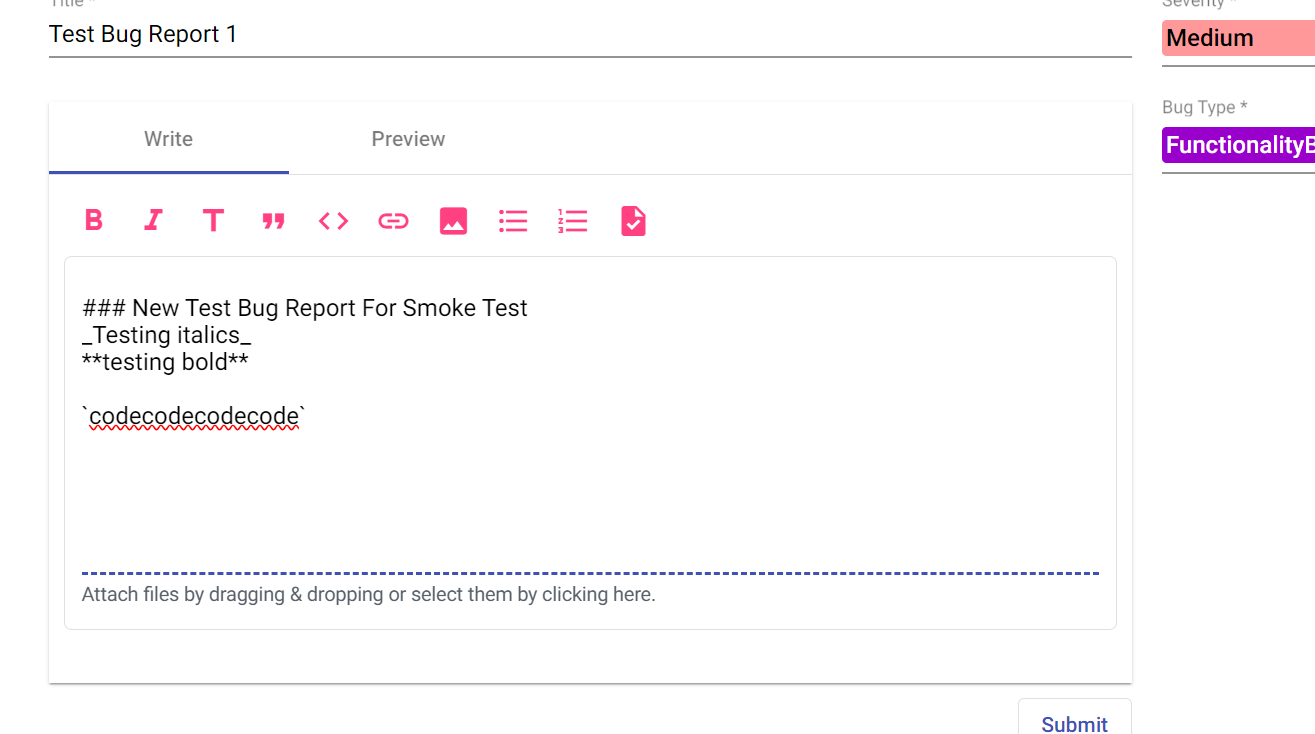 Title *
Severity *
Test Bug Report 1
Medium
Bug Type *
Write
Preview
FunctionalityB
### New Test Bug Report For Smoke Test
_Testing italics_
**testing bold**
`codecodecodecode`
Attach files by dragging & dropping or select them by clicking here.
Submit